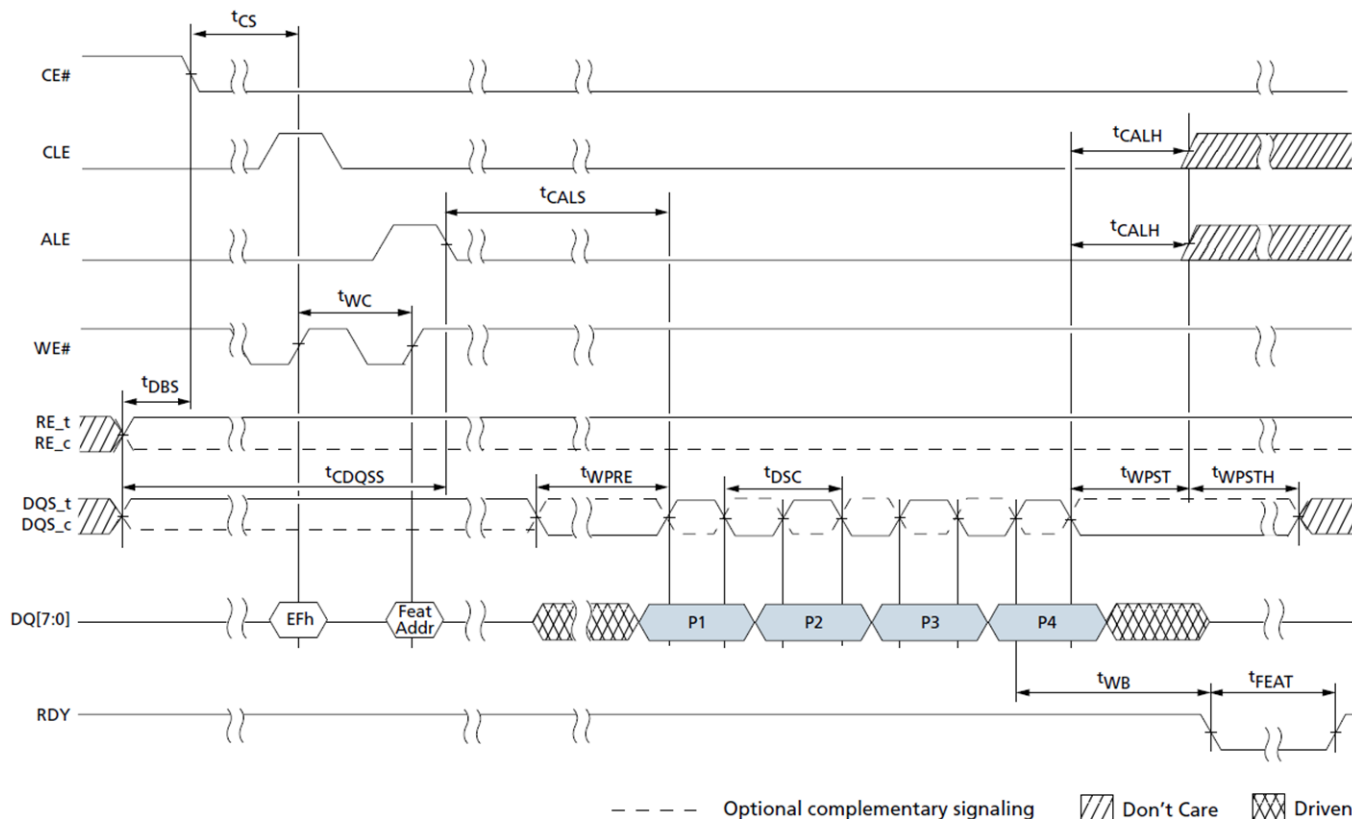 tCS
CE#
CLE
tCALH
tCALS
ALE
tCALH
tWC
WE#
tDBS
RE_t
RE_c
tCDQSS
tWPRE
tDSC
tWPST
tWPSTH
DQS_t
DQS_c
DQ[7:0]
EFh
Feat
Addr
P1
P2
P3
P4
tWB
tFEAT
RDY
Optional complementary signaling
Don't Care
Driven